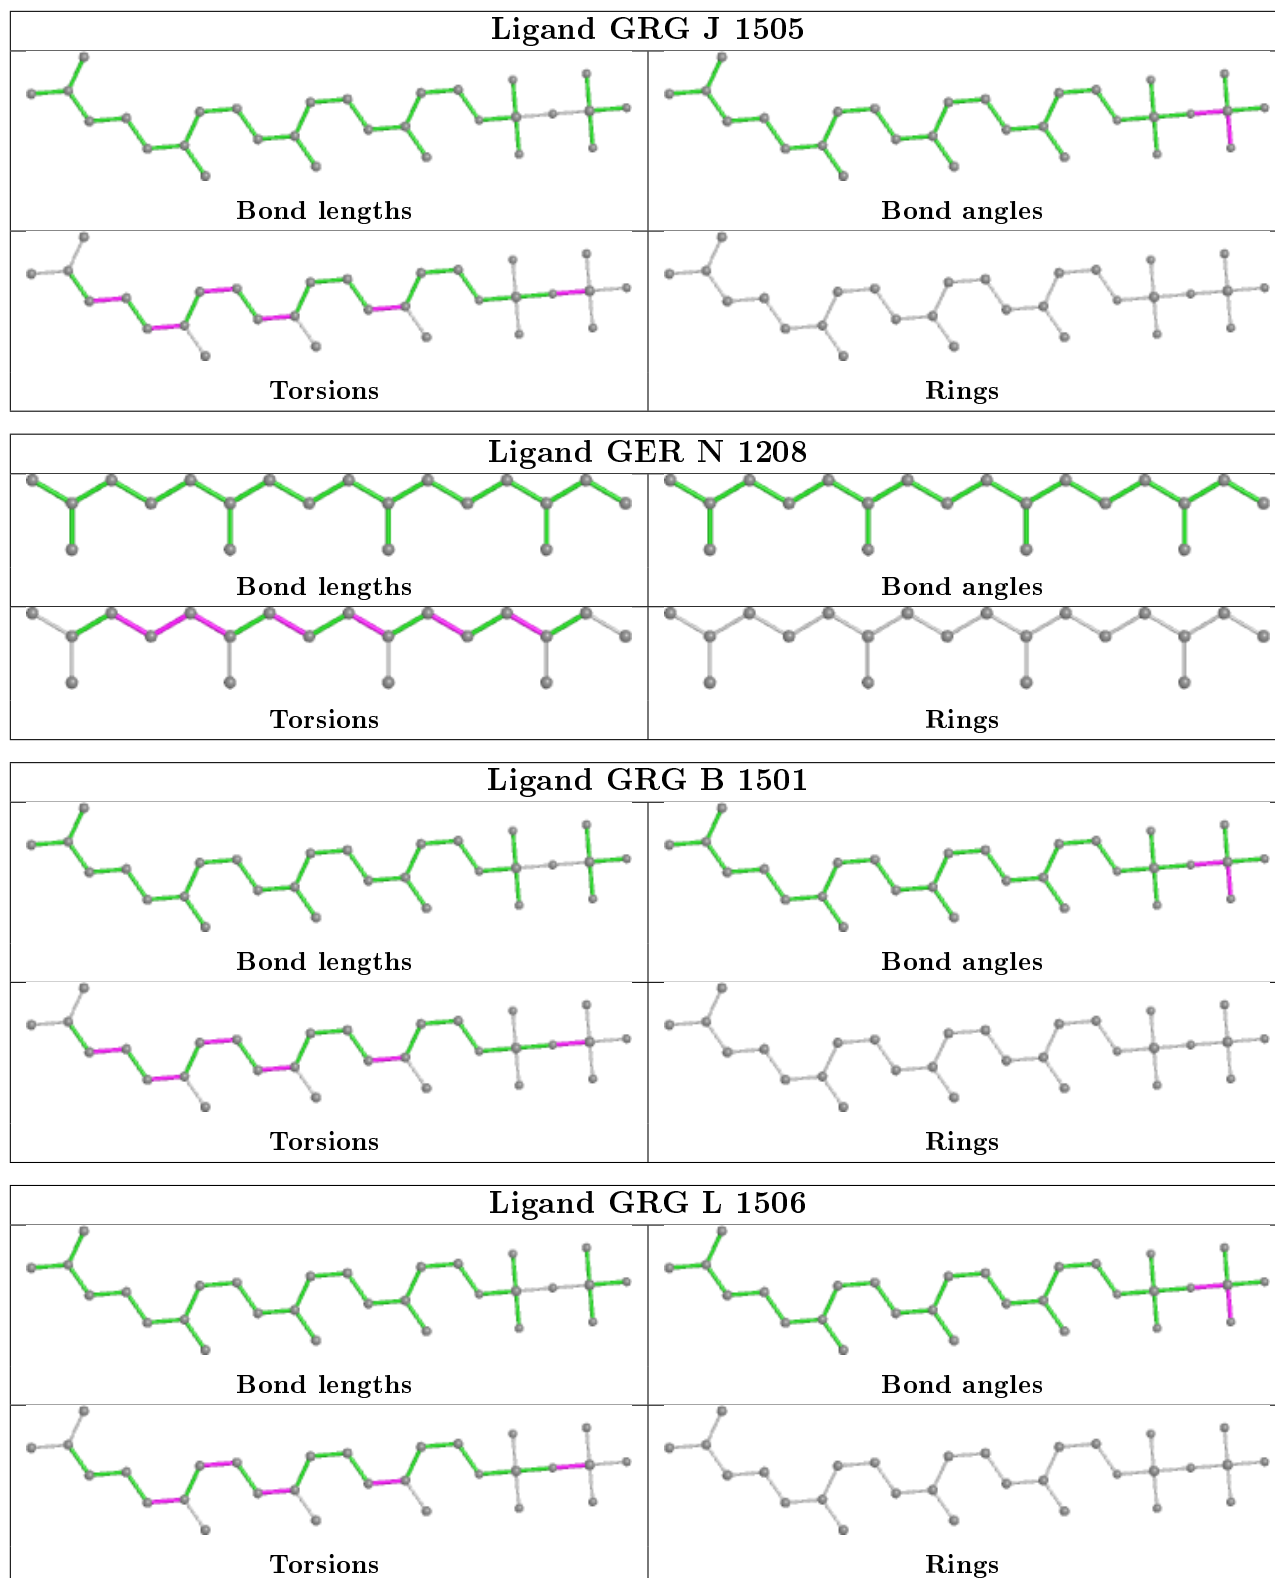 Ligand GRG J 1505
Bond lengths
Bond angles
Torsions
Rings
Ligand GER N 1208
Bond lengths
Bond angles
Torsions
Rings
Ligand GRG B 1501
Bond lengths
Bond angles
Torsions
Rings
Ligand GRG L 1506
Bond lengths
Bond angles
Torsions
Rings